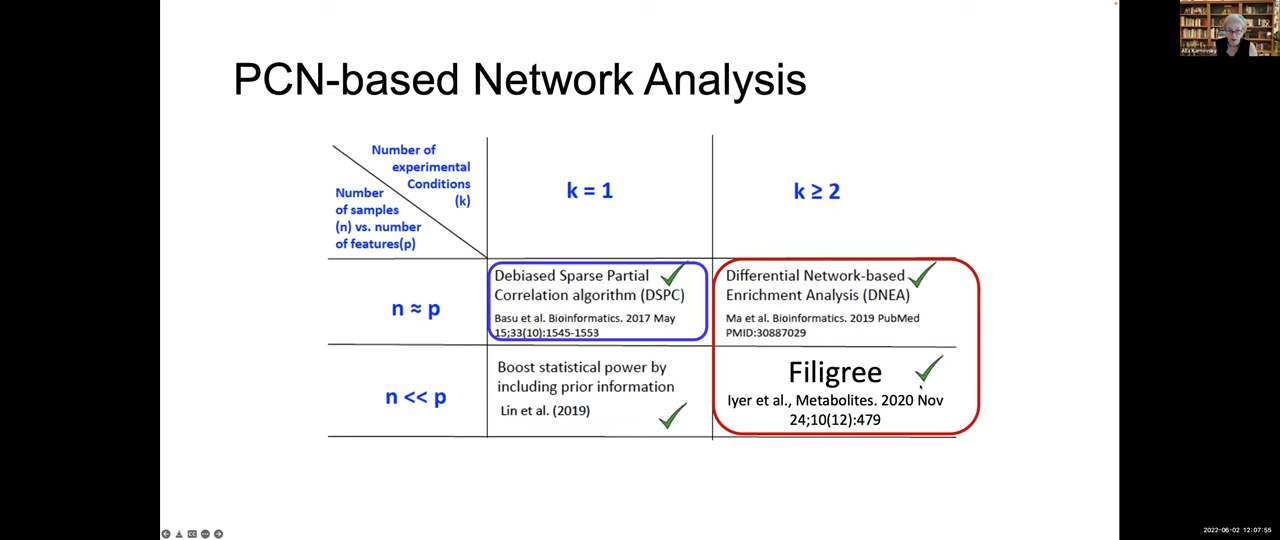 PCN-based Network Analysis
Number of
experimental
Conditions
(k)
Number
of samples
(n) vs. number
of features(p)
k = 1
k ≥ 2
n ≈ p
Debiased Sparse Partial
Correlation algorithm (DSPC)
Basu et al. Bioinformatics. 2017 May
15;33(10):1545-1553
Differential Network-based
Enrichment Analysis (DNEA)
Ma et al. Bioinformatics. 2019 PubMed
PMID:30887029
n << p
Boost statistical power by
including prior information
Lin et al. (2019)
Filigree
Iyer et al., Metabolites. 2020 Nov
24;10(12):479
Alla Karnovsky
2022-06-02 12:07:55